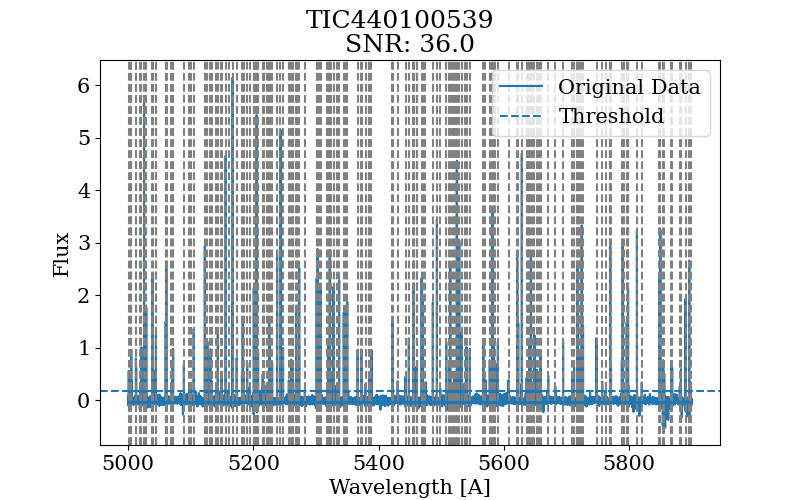 TIC440100539
SNR: 36.0
Original Data
Threshold
Flux
6
5
4
3
2
1
0
5000 5200 5400 5600 5800
Wavelength [A]